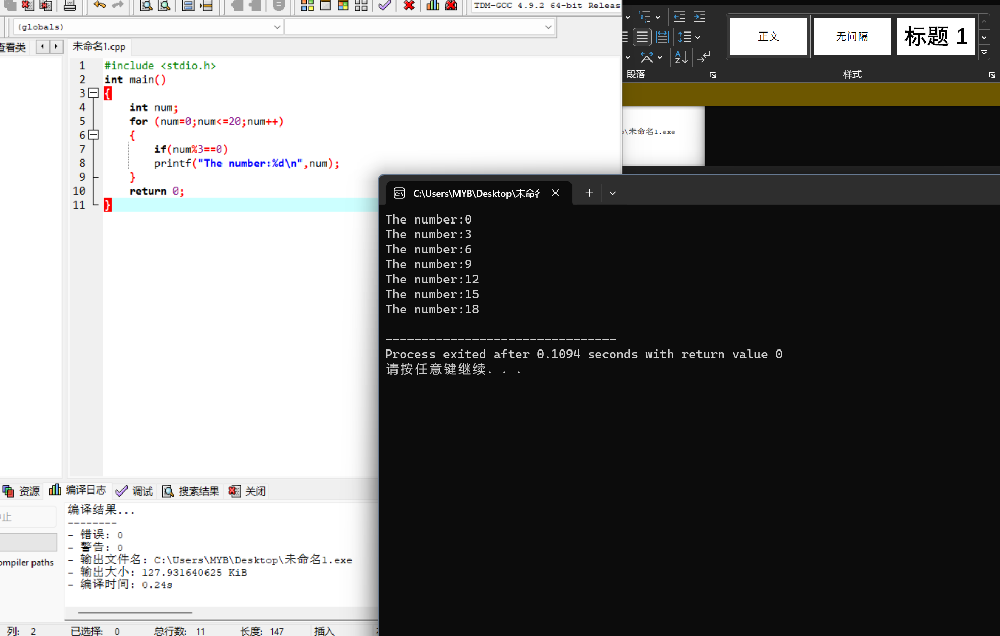 TDM-GCC 4.9.2 64-bit Releas
(globals)
查看类
未命名1.cpp
1 #include <stdio.h>
2 int main()
3 {
4 int num;
5 for (num=0;num<=20;num++)
6 {
7 if(num%3==0)
8 printf("The number:%d\n",num);
9 }
10 return 0;
11 }
段落
正文
无间隔
标题 1
样式
\未命名1.exe
C:\Users\MYB\Desktop\未命名
The number:0
The number:3
The number:6
The number:9
The number:12
The number:15
The number:18
--------------------------------
Process exited after 0.1094 seconds with return value 0
请按任意键继续. . .
资源
编译日志
调试
搜索结果
关闭
止
ompiler paths
编译结果...
--------
- 错误: 0
- 警告: 0
- 输出文件名: C:\Users\MYB\Desktop\未命名1.exe
- 输出大小: 127.931640625 KiB
- 编译时间: 0.24s
列: 2
已选择: 0
总行数: 11
长度: 147
插入